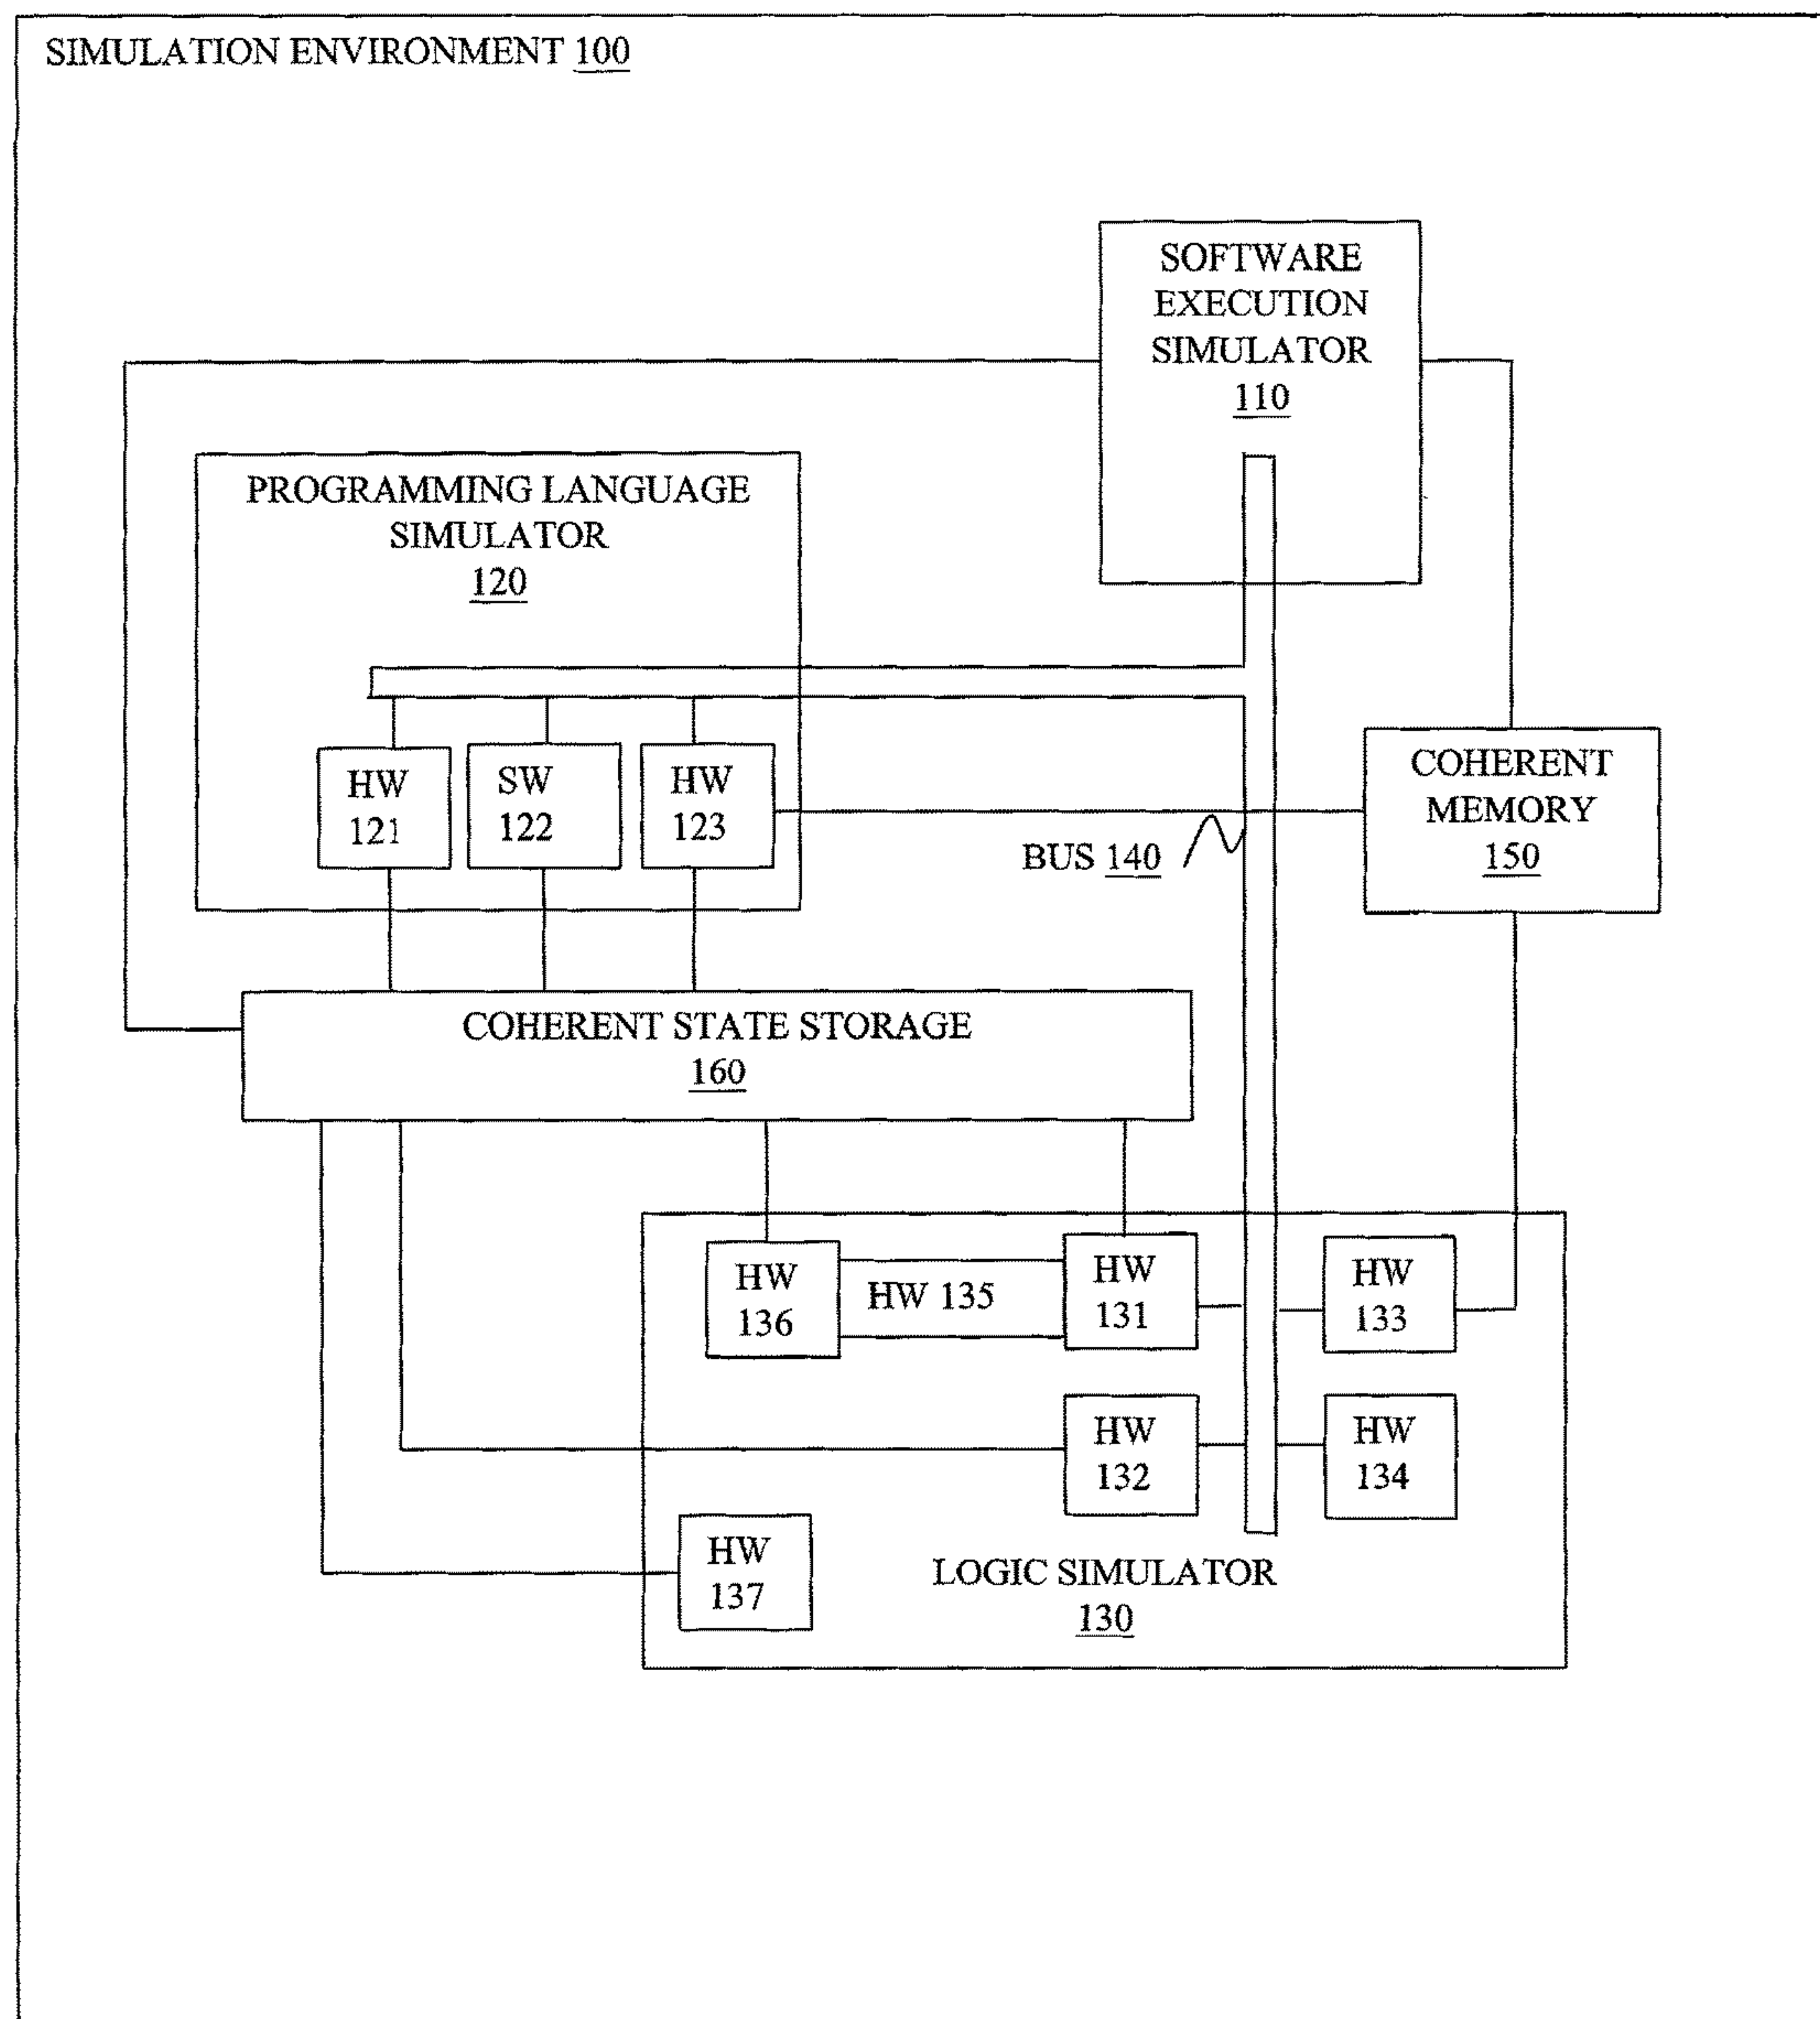 SIMULATION ENVIRONMENT 100
SOFTWARE
EXECUTION
SIMULATOR
110
PROGRAMMING LANGUAGE
SIMULATOR
120
HW
121
SW
122
HW
123
BUS 140
COHERENT
MEMORY
150
COHERENT STATE STORAGE
160
HW
136
HW 135
HW
131
HW
133
HW
132
HW
134
HW
137
LOGIC SIMULATOR
130